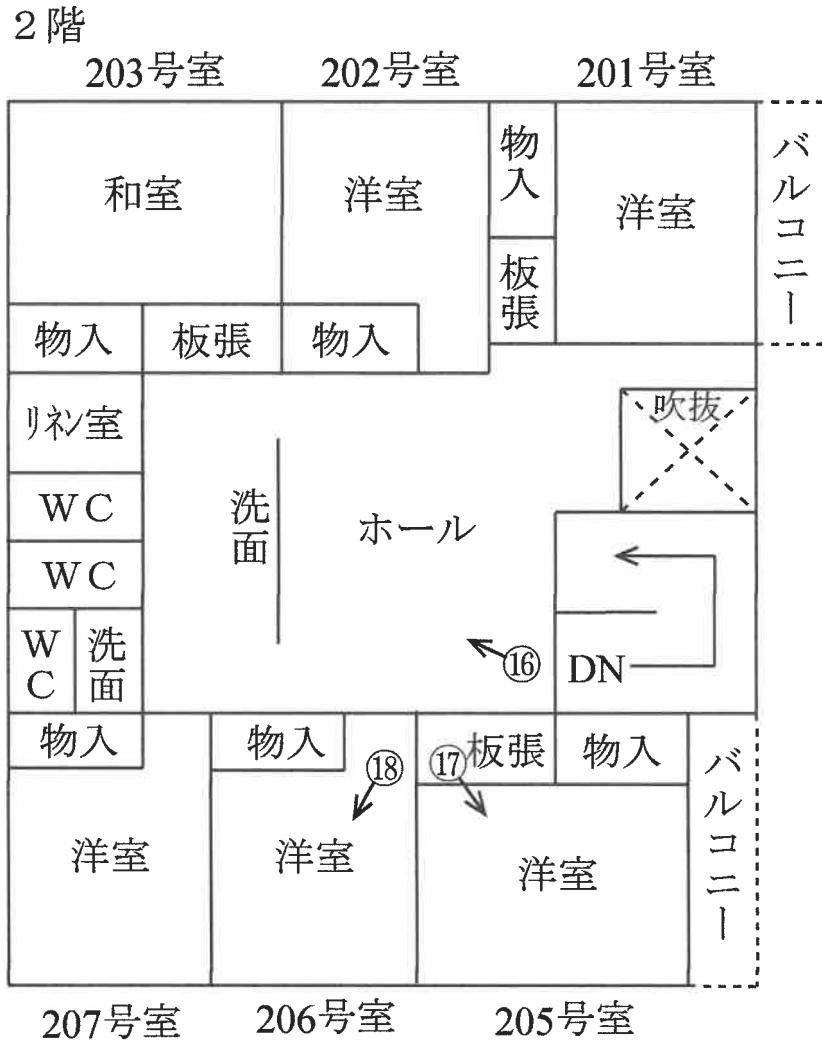 ２階
203号室
202号室
201号室
和室
洋室
物入
洋室
バルコニー
板張
物入
板張
物入
リネン室
吹抜
WC
洗面
ホール
WC
WC
洗面
⑯
DN
物入
物入
⑱
⑰
板張
物入
バルコニー
洋室
洋室
洋室
207号室
206号室
205号室